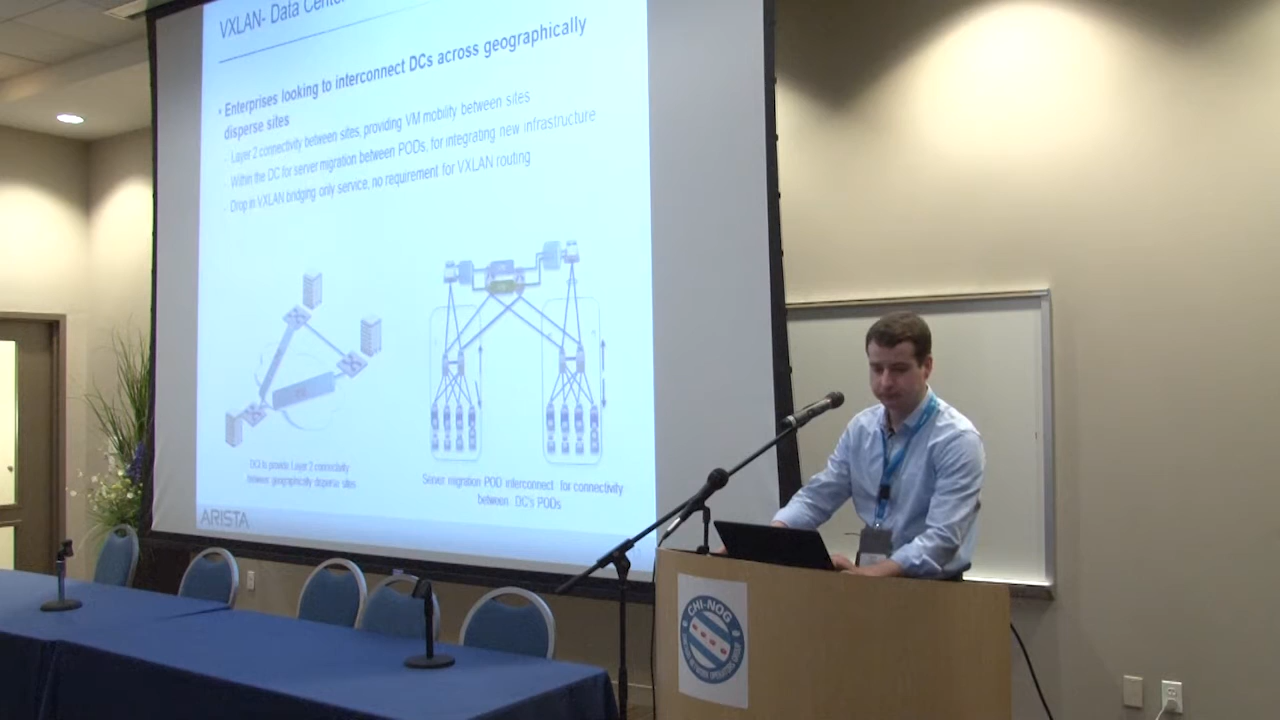 VXLAN- Data Center
• Enterprises looking to interconnect DCs across geographically
disperse sites
- Layer 2 connectivity between sites, providing VM mobility between sites
- Within the DC for server migration between PODs, for integrating new infrastructure
- Drop in VXLAN bridging only service, no requirement for VXLAN routing
DCI to provide Layer 2 connectivity
between geographically disperse sites
Server migration POD interconnect for connectivity
between DC's PODs
ARISTA
CHI-NOG